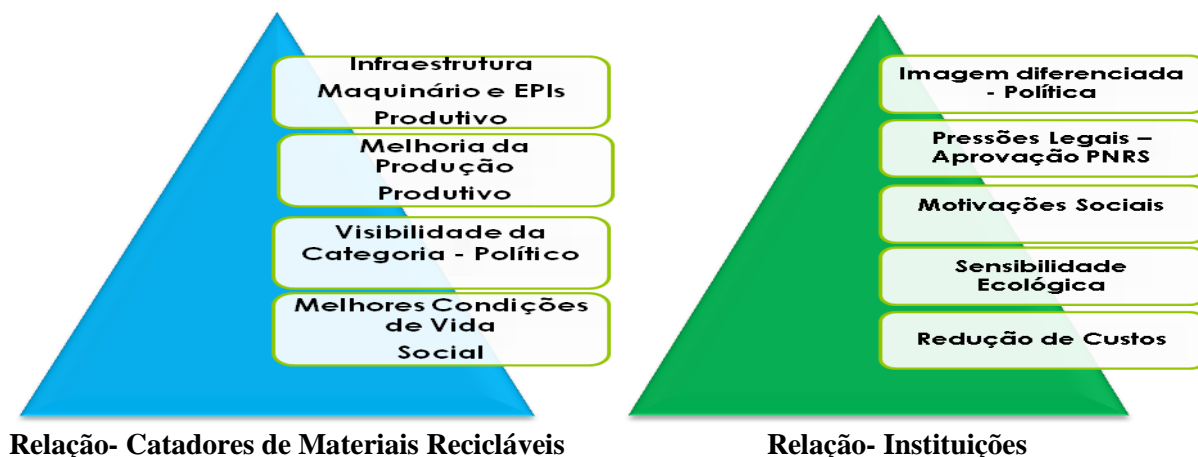 Infraestrutura
Maquinário e EPIs
Produtivo
Melhoria da
Produção
Produtivo
Visibilidade da
Categoria - Político
Melhores Condições
de Vida
Social
Relação- Catadores de Materiais Recicláveis
Imagem diferenciada
- Política
Pressões Legais –
Aprovação PNRS
Motivações Sociais
Sensibilidade
Ecológica
Redução de Custos
Relação- Instituições